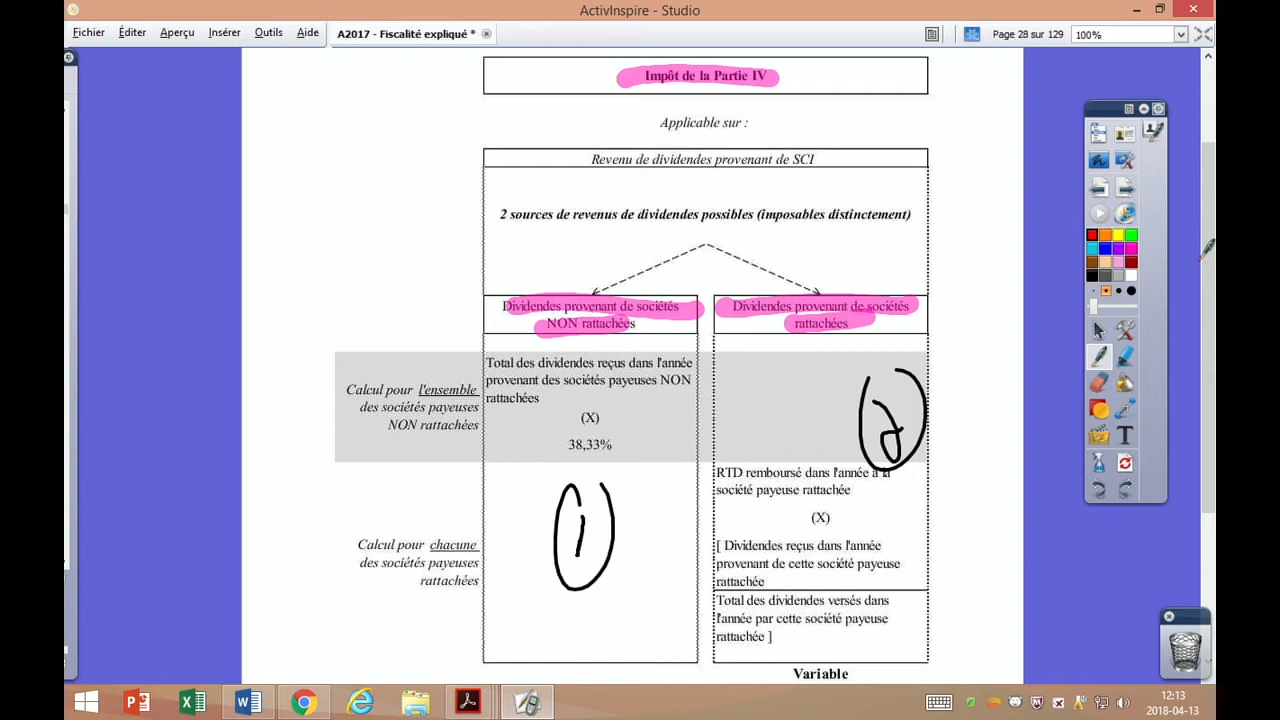 ActivInspire - Studio
Fichier Éditer Aperçu Insérer Outils Aide A2017 - Fiscalité expliqué * Page 28 sur 129 100%
Impôt de la Partie IV
Applicable sur :
Revenu de dividendes provenant de SCI
2 sources de revenus de dividendes possibles (imposables distinctement)
Dividendes provenant de sociétés
NON rattachées
Dividendes provenant de sociétés
rattachées
Calcul pour l'ensemble
des sociétés payeuses
NON rattachées
Total des dividendes reçus dans l'année
provenant des sociétés payeuses NON
rattachées
(X)
38,33%
2
1
Calcul pour chacune
des sociétés payeuses
rattachées
RTD remboursé dans l'année à la
société payeuse rattachée
(X)
[ Dividendes reçus dans l'année
provenant de cette société payeuse
rattachée
Total des dividendes versés dans
l'année par cette société payeuse
rattachée ]
Variable
12:13
2018-04-13